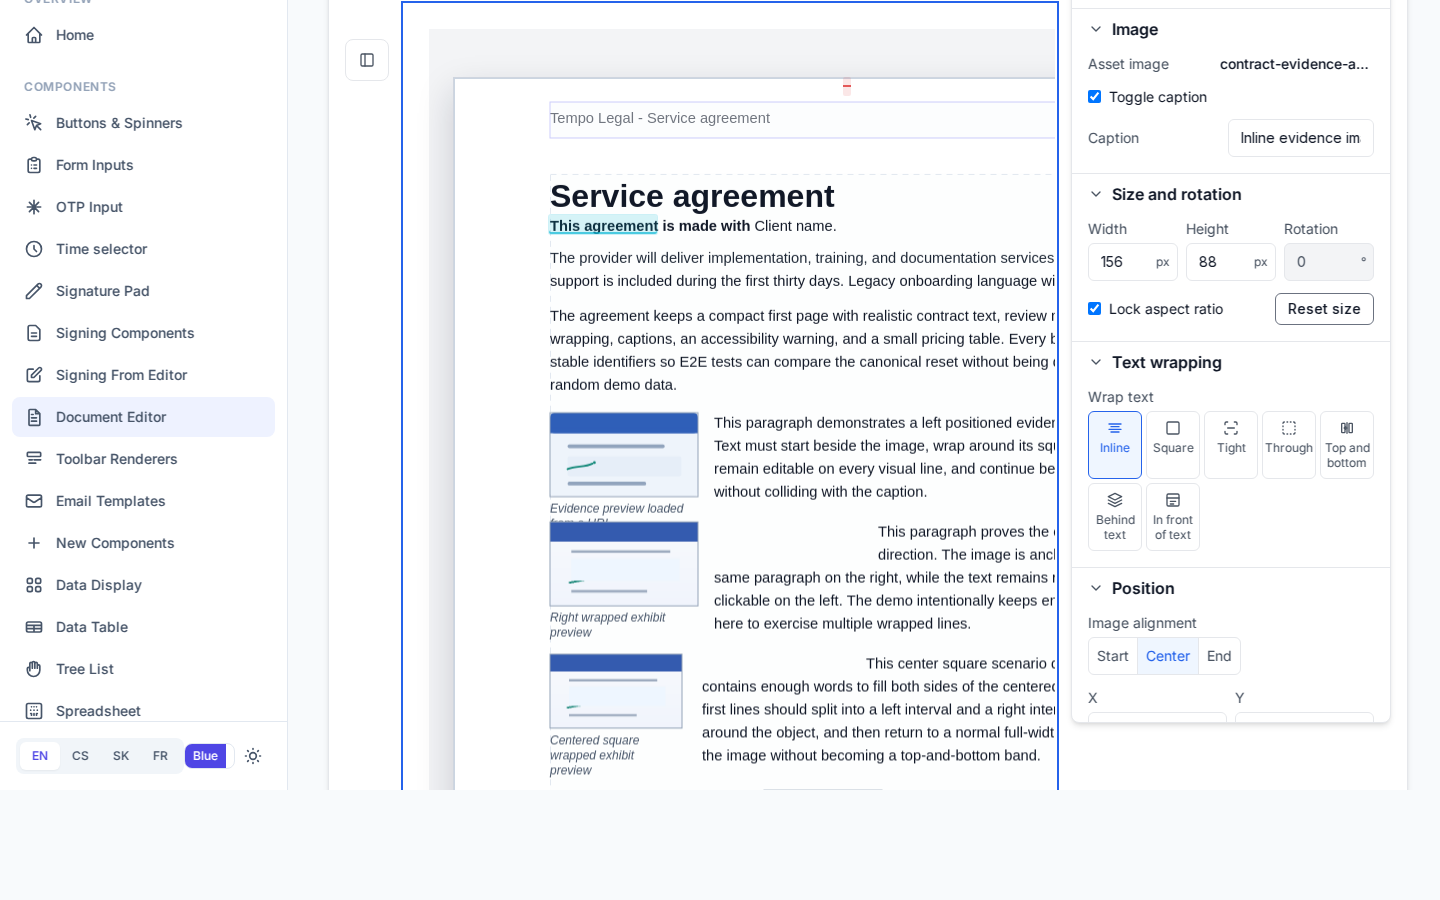 OVERVIEW
Home
COMPONENTS
Buttons & Spinners
Form Inputs
OTP Input
Time selector
Signature Pad
Signing Components
Signing From Editor
Document Editor
Toolbar Renderers
Email Templates
New Components
Data Display
Data Table
Tree List
Spreadsheet
EN CS SK FR Blue
Tempo Legal - Service agreement
Service agreement
This agreement is made with Client name.
The provider will deliver implementation, training, and documentation services
support is included during the first thirty days. Legacy onboarding language
The agreement keeps a compact first page with realistic contract text, review
wrapping, captions, an accessibility warning, and a small pricing table. Every
stable identifiers so E2E tests can compare the canonical reset without being
random demo data.
This paragraph demonstrates a left positioned
Text must start beside the image, wrap around its
remain editable on every visual line, and continue
without colliding with the caption.
Evidence preview loaded
This paragraph proves the
direction. The image is
same paragraph on the right, while the text remains
clickable on the left. The demo intentionally keeps
here to exercise multiple wrapped lines.
Right wrapped exhibit
preview
This center square scenario
contains enough words to fill both sides of the centered
first lines should split into a left interval and a right
around the object, and then return to a normal
the image without becoming a top-and-bottom band.
Centered square
wrapped exhibit
preview
Image
Asset image contract-evidence-a...
Toggle caption
Caption Inline evidence im
Size and rotation
Width Height Rotation
156 px 88 px 0 °
Lock aspect ratio Reset size
Text wrapping
Wrap text
Inline Square Tight Through Top and
bottom
Behind In front
text of text
Position
Image alignment
Start Center End
X Y